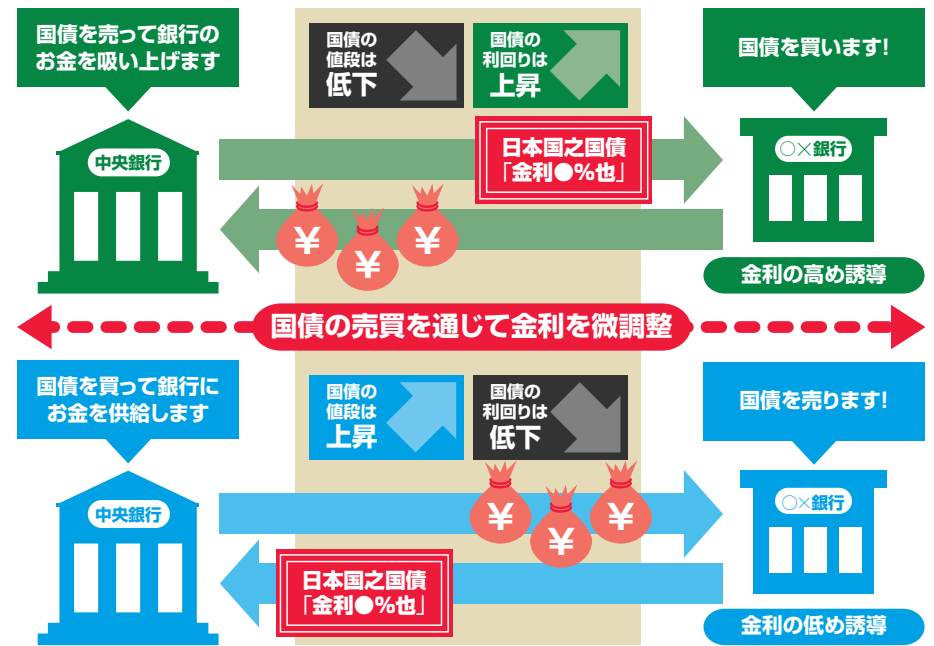 国債を売って銀行の
お金を吸い上げます
国債の
値段は
低下
国債の
利回りは
上昇
国債を買います!
中央銀行
日本国之国債
「金利●%也」
○×銀行
¥
¥
¥
金利の高め誘導
国債の売買を通じて金利を微調整
国債を買って銀行に
お金を供給します
国債の
値段は
上昇
国債の
利回りは
低下
国債を売ります!
中央銀行
¥
¥
¥
○×銀行
日本国之国債
「金利●%也」
金利の低め誘導